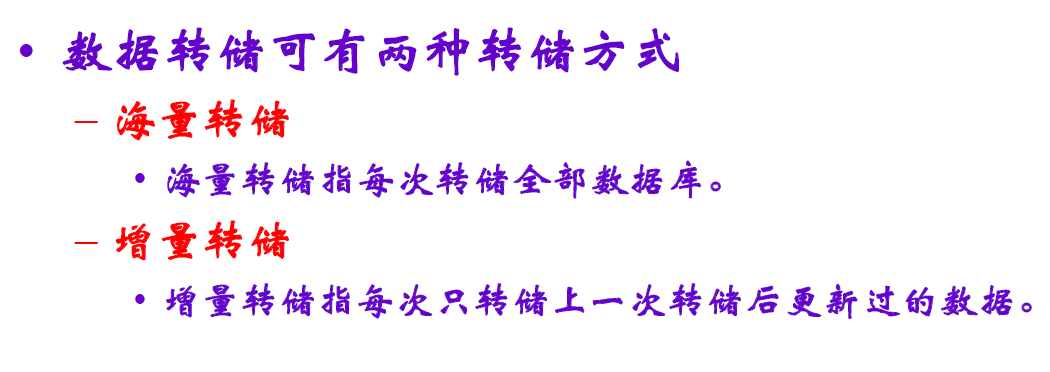 • 数据转储可有两种转储方式
– 海量转储
• 海量转储指每次转储全部数据库。
– 增量转储
• 增量转储指每次只转储上一次转储后更新过的数据。